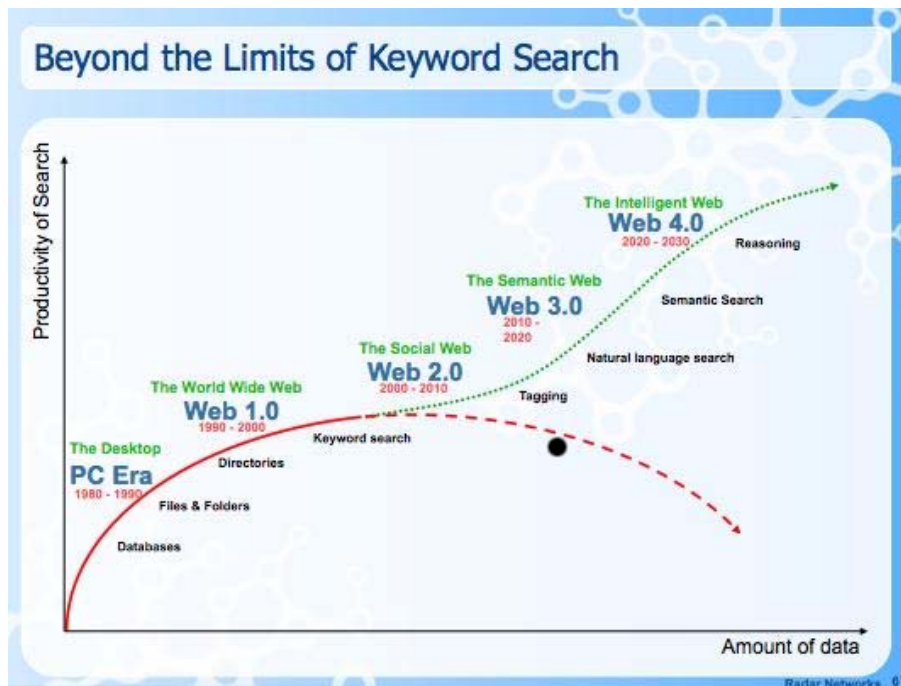 Beyond the Limits of Keyword Search
Productivity of Search
The Intelligent Web
Web 4.0
2020 - 2030
Reasoning
The Semantic Web
Web 3.0
2010 -
2020
Semantic Search
The Social Web
Web 2.0
2000 - 2010
Natural language search
The World Wide Web
Web 1.0
1990 - 2000
Tagging
Keyword search
The Desktop
PC Era
1980 - 1990
Directories
Files & Folders
Databases
Amount of data
Radar Networks